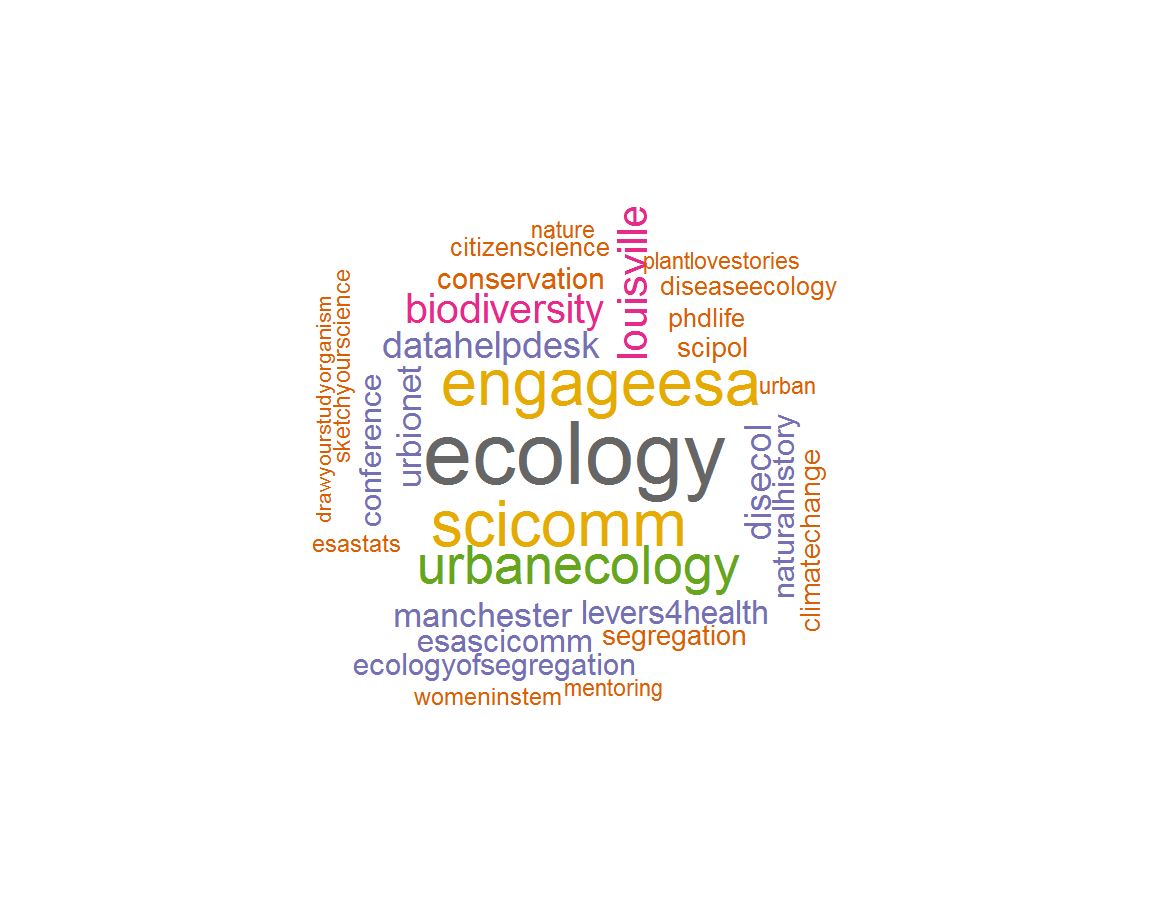 nature
citizenscience
louisville
plantlovestories
conservation
diseaseecology
biodiversity
phdlife
datahelpdesk
scipol
engageesa
urban
drawyourstudyorganism
sketchyourscience
conference
urbionet
ecology
disecol
naturalhistory
climatechange
scicomm
esastats
urbanecology
manchester
levers4health
esascicomm
segregation
ecologyofsegregation
womeninstem
mentoring